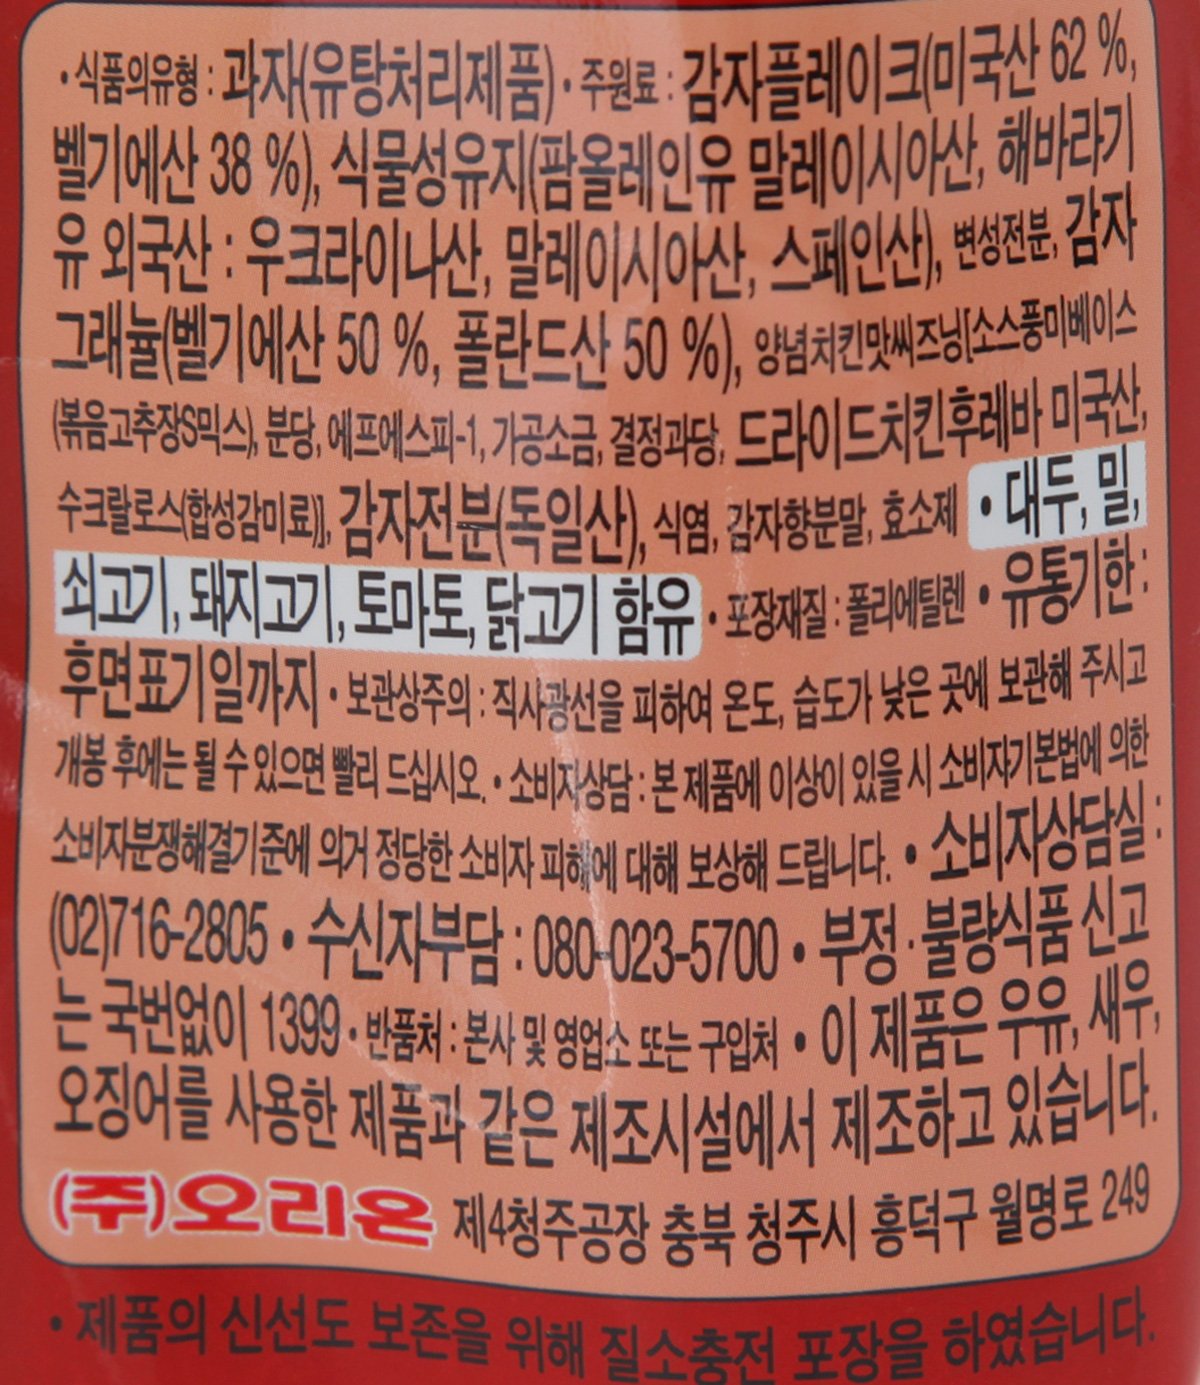 • 식품의유형 : 과자(유탕처리제품) • 주원료 : 감자플레이크(미국산 62 %,
벨기에산 38 %), 식물성유지(팜올레인유 말레이시아산, 해바라기
유 외국산 : 우크라이나산, 말레이시아산, 스페인산), 변성전분, 감자
그래뉼(벨기에산 50 %, 폴란드산 50 %), 양념치킨맛씨즈닝[소스풍미베이스
(볶음고추장S믹스), 분당, 에프에스피-1, 가공소금, 결정과당, 드라이드치킨후레바 미국산,
수크랄로스(합성감미료)], 감자전분(독일산), 식염, 감자향분말, 효소제 • 대두, 밀,
쇠고기, 돼지고기, 토마토, 닭고기 함유 • 포장재질 : 폴리에틸렌 • 유통기한 :
후면표기일까지 • 보관상주의 : 직사광선을 피하여 온도, 습도가 낮은 곳에 보관해 주시고
개봉 후에는 될 수 있으면 빨리 드십시오. • 소비자상담 : 본 제품에 이상이 있을 시 소비자기본법에 의한
소비자분쟁해결기준에 의거 정당한 소비자 피해에 대해 보상해 드립니다. • 소비자상담실 :
(02)716-2805 • 수신자부담 : 080-023-5700 • 부정·불량식품 신고
는 국번없이 1399 • 반품처 : 본사 및 영업소 또는 구입처 • 이 제품은 우유, 새우,
오징어를 사용한 제품과 같은 제조시설에서 제조하고 있습니다.
(주)오리온 제4청주공장 충북 청주시 흥덕구 월명로 249
• 제품의 신선도 보존을 위해 질소충전 포장을 하였습니다.